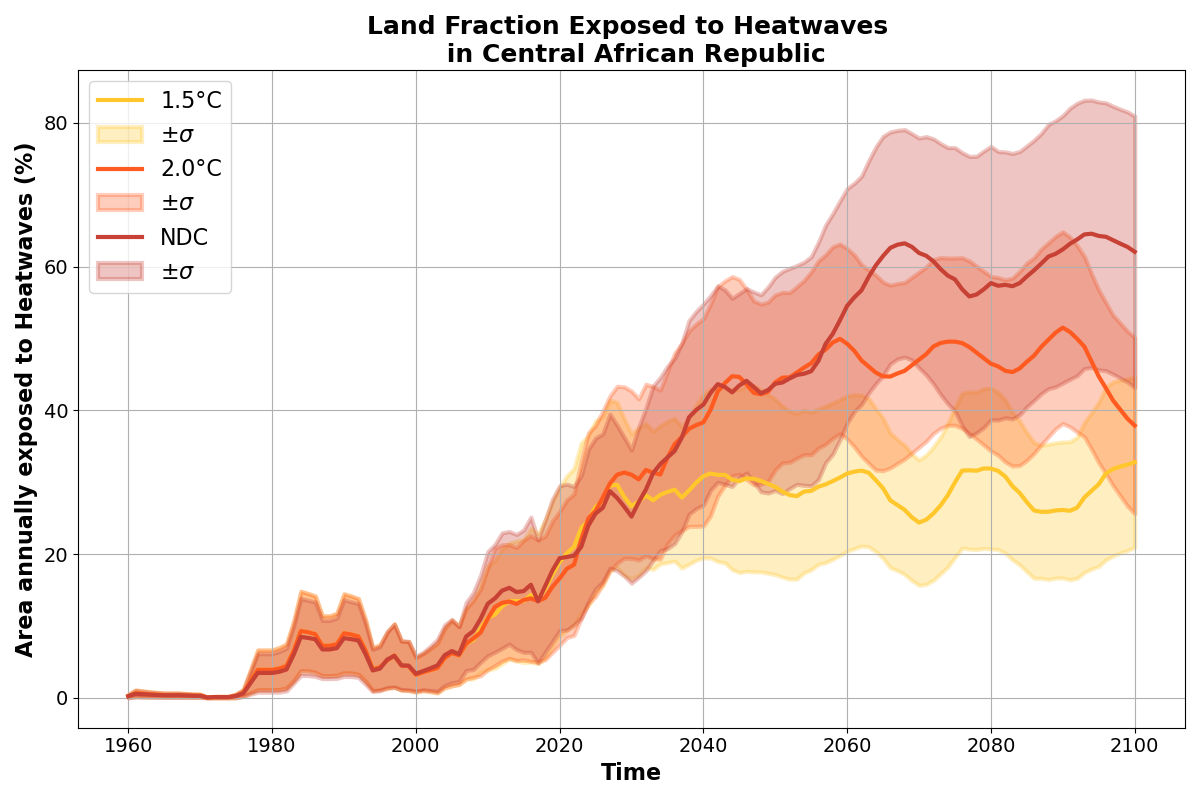 Land Fraction Exposed to Heatwaves
in Central African Republic
Area annually exposed to Heatwaves (%)
1.5°C
±σ
2.0°C
±σ
NDC
±σ
80
60
40
20
0
1960
1980
2000
2020
2040
2060
2080
2100
Time